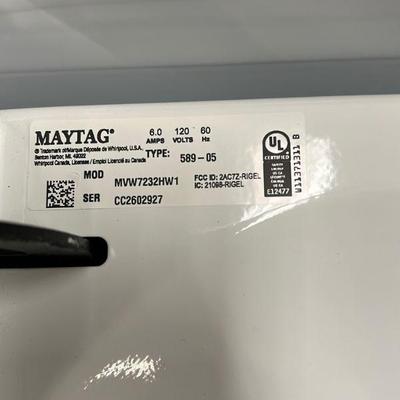 MAYTAG® 6.0 120 60
AMPS VOLTS Hz
® Trademark of/Marque Déposée de Whirlpool, U.S.A.
Benton Harbor, MI. 49022
Whirlpool Canada, Licensee / Emploi Licencié au Canada
TYPE: 589-05
MOD MVW7232HW1
SER CC2602927
FCC ID: 2AC7Z-RIGEL
IC: 21098-RIGEL
UL
CERTIFIED
E12477